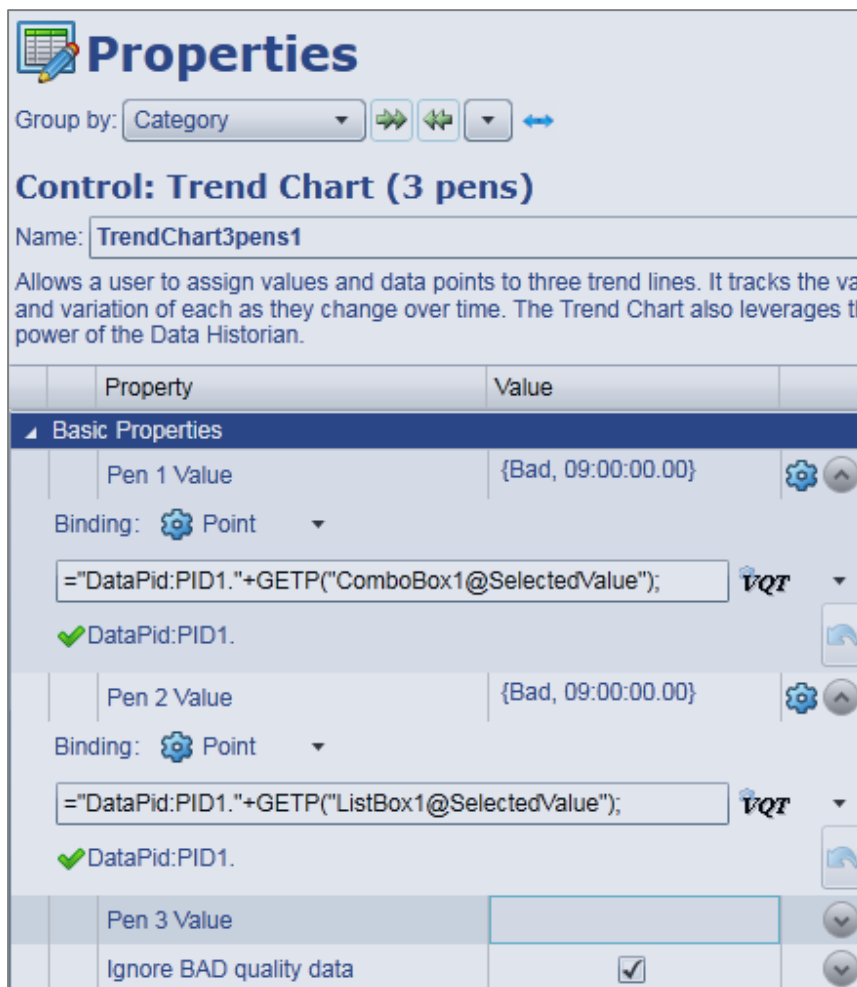 Properties
Group by: Category
Control: Trend Chart (3 pens)
Name: TrendChart3pens1
Allows a user to assign values and data points to three trend lines. It tracks the va
and variation of each as they change over time. The Trend Chart also leverages t
power of the Data Historian.
Property Value
Basic Properties
Pen 1 Value {Bad, 09:00:00.00}
Binding: Point
="DataPid:PID1."+GETP("ComboBox1@SelectedValue"); VQT
DataPid:PID1.
Pen 2 Value {Bad, 09:00:00.00}
Binding: Point
="DataPid:PID1."+GETP("ListBox1@SelectedValue"); VQT
DataPid:PID1.
Pen 3 Value
Ignore BAD quality data